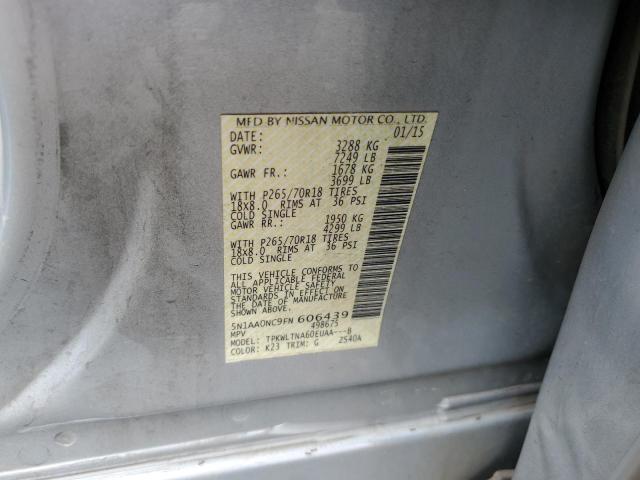 MFD BY NISSAN MOTOR CO., LTD.
DATE: 01/15
GVWR: 3288 KG
7249 LB
GAWR FR.: 1678 KG
3699 LB
WITH P265/70R18 TIRES
18x8.0 RIMS AT 36 PSI
COLD SINGLE
GAWR RR.: 1950 KG
4299 LB
WITH P265/70R18 TIRES
18x8.0 RIMS AT 36 PSI
COLD SINGLE
THIS VEHICLE CONFORMS TO
ALL APPLICABLE FEDERAL
MOTOR VEHICLE SAFETY
STANDARDS IN EFFECT ON
THE DATE OF MANUFACTURE
SHOWN ABOVE.
5N1AA0NC9FN 606439
MPV 498675
MODEL: TPKWLTNA60EUAA---B
COLOR: K23 TRIM: G 2S40A